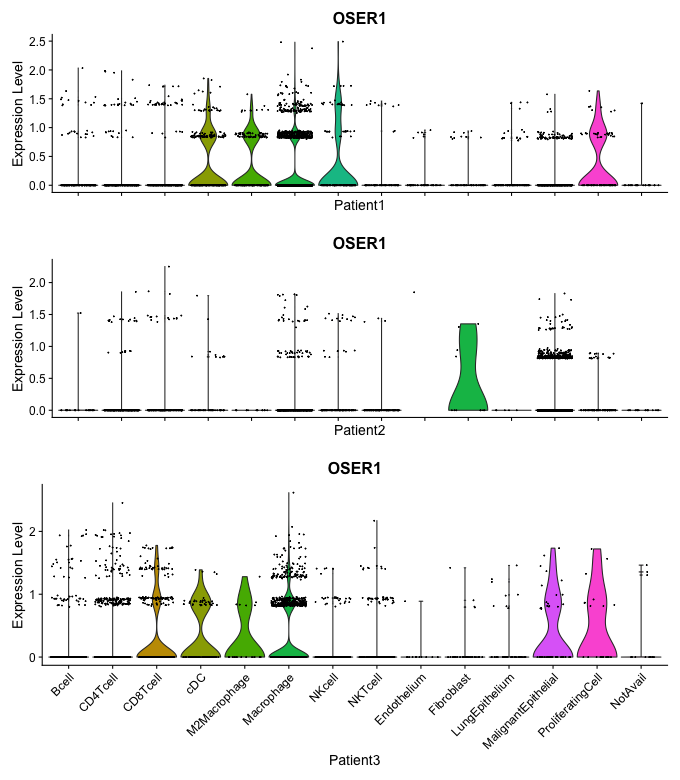 OSER1
Expression Level
2.5
2.0
1.5
1.0
0.5
0.0
Patient1
OSER1
Expression Level
2.0
1.5
1.0
0.5
0.0
Patient2
OSER1
Expression Level
2
1
0
Bcell
CD4Tcell
CD8Tcell
cDC
M2Macrophage
Macrophage
NKcell
NKTcell
Endothelium
Fibroblast
LungEpithelium
MalignantEpithelial
ProliferatingCell
NotAvail
Patient3